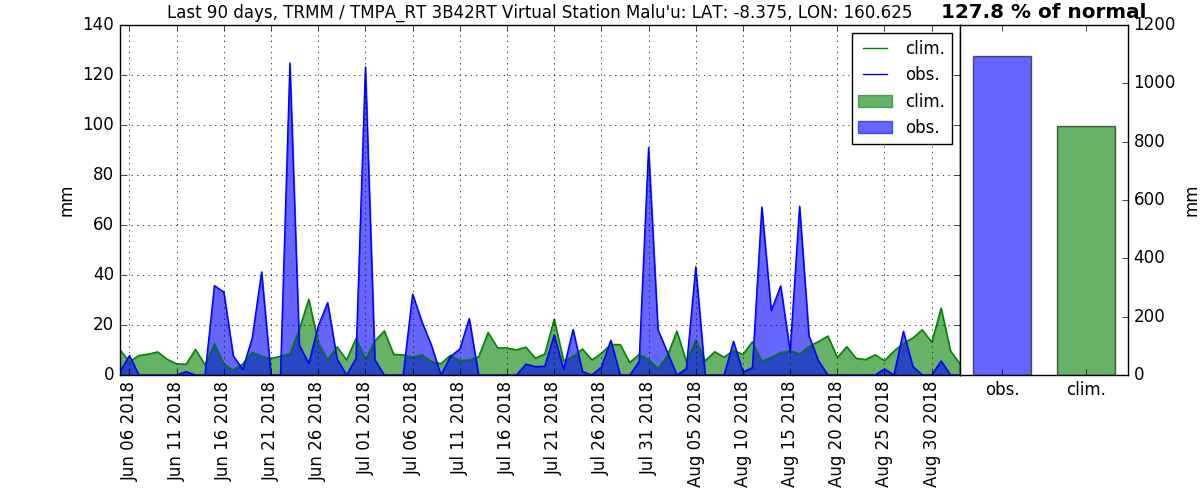 Last 90 days, TRMM / TMPA_RT 3B42RT Virtual Station Malu'u: LAT: -8.375, LON: 160.625
127.8 % of normal
140
120
100
80
60
40
20
0
mm
clim.
obs.
clim.
obs.
1200
1000
800
600
400
200
0
mm
Jun 06 2018
Jun 11 2018
Jun 16 2018
Jun 21 2018
Jun 26 2018
Jul 01 2018
Jul 06 2018
Jul 11 2018
Jul 16 2018
Jul 21 2018
Jul 26 2018
Jul 31 2018
Aug 05 2018
Aug 10 2018
Aug 15 2018
Aug 20 2018
Aug 25 2018
Aug 30 2018
obs.
clim.